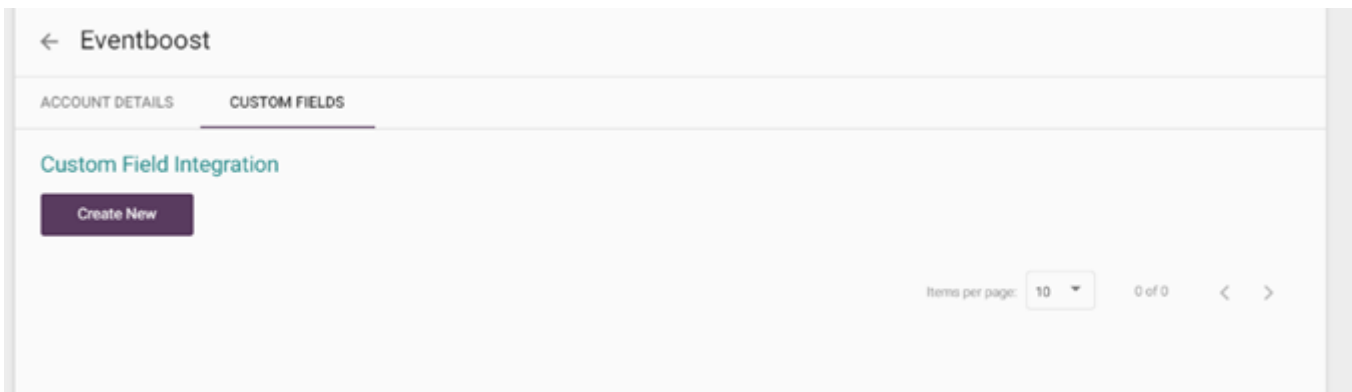 Eventboost
ACCOUNT DETAILS CUSTOM FIELDS
Custom Field Integration
Create New
Items per page: 10 0 of 0